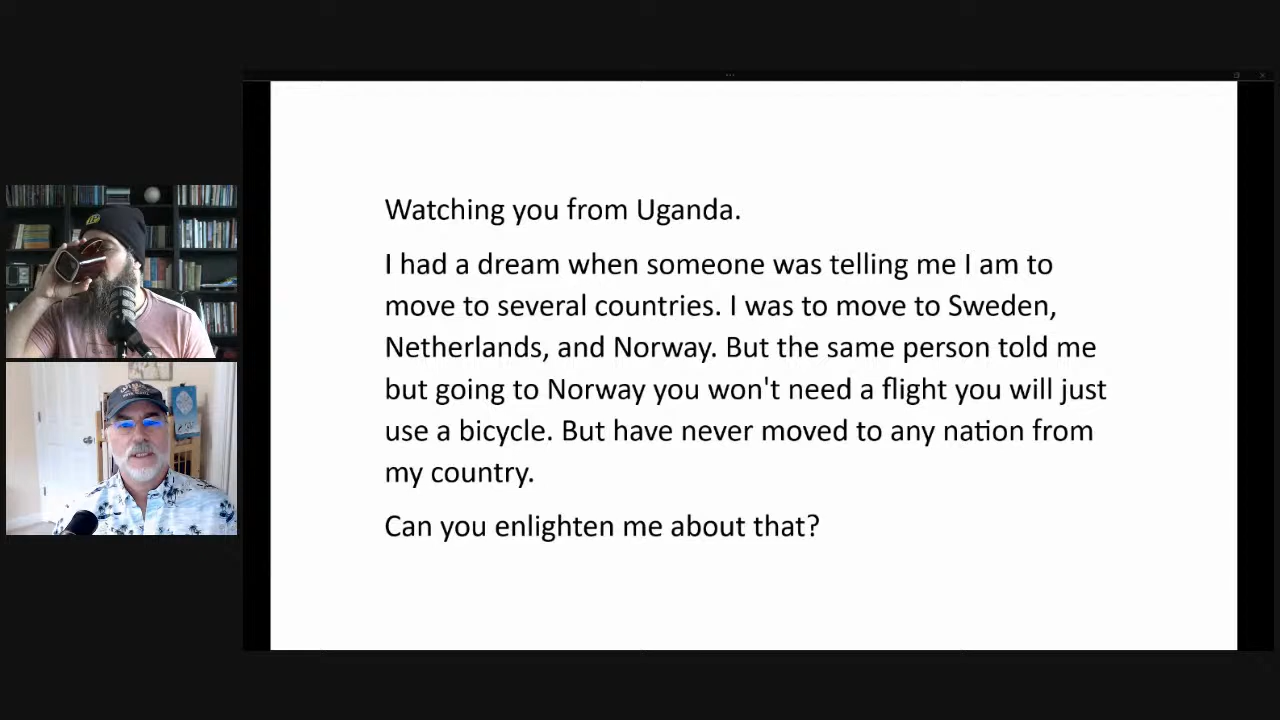 Watching you from Uganda.
I had a dream when someone was telling me I am to
move to several countries. I was to move to Sweden,
Netherlands, and Norway. But the same person told me
but going to Norway you won't need a flight you will just
use a bicycle. But have never moved to any nation from
my country.
Can you enlighten me about that?